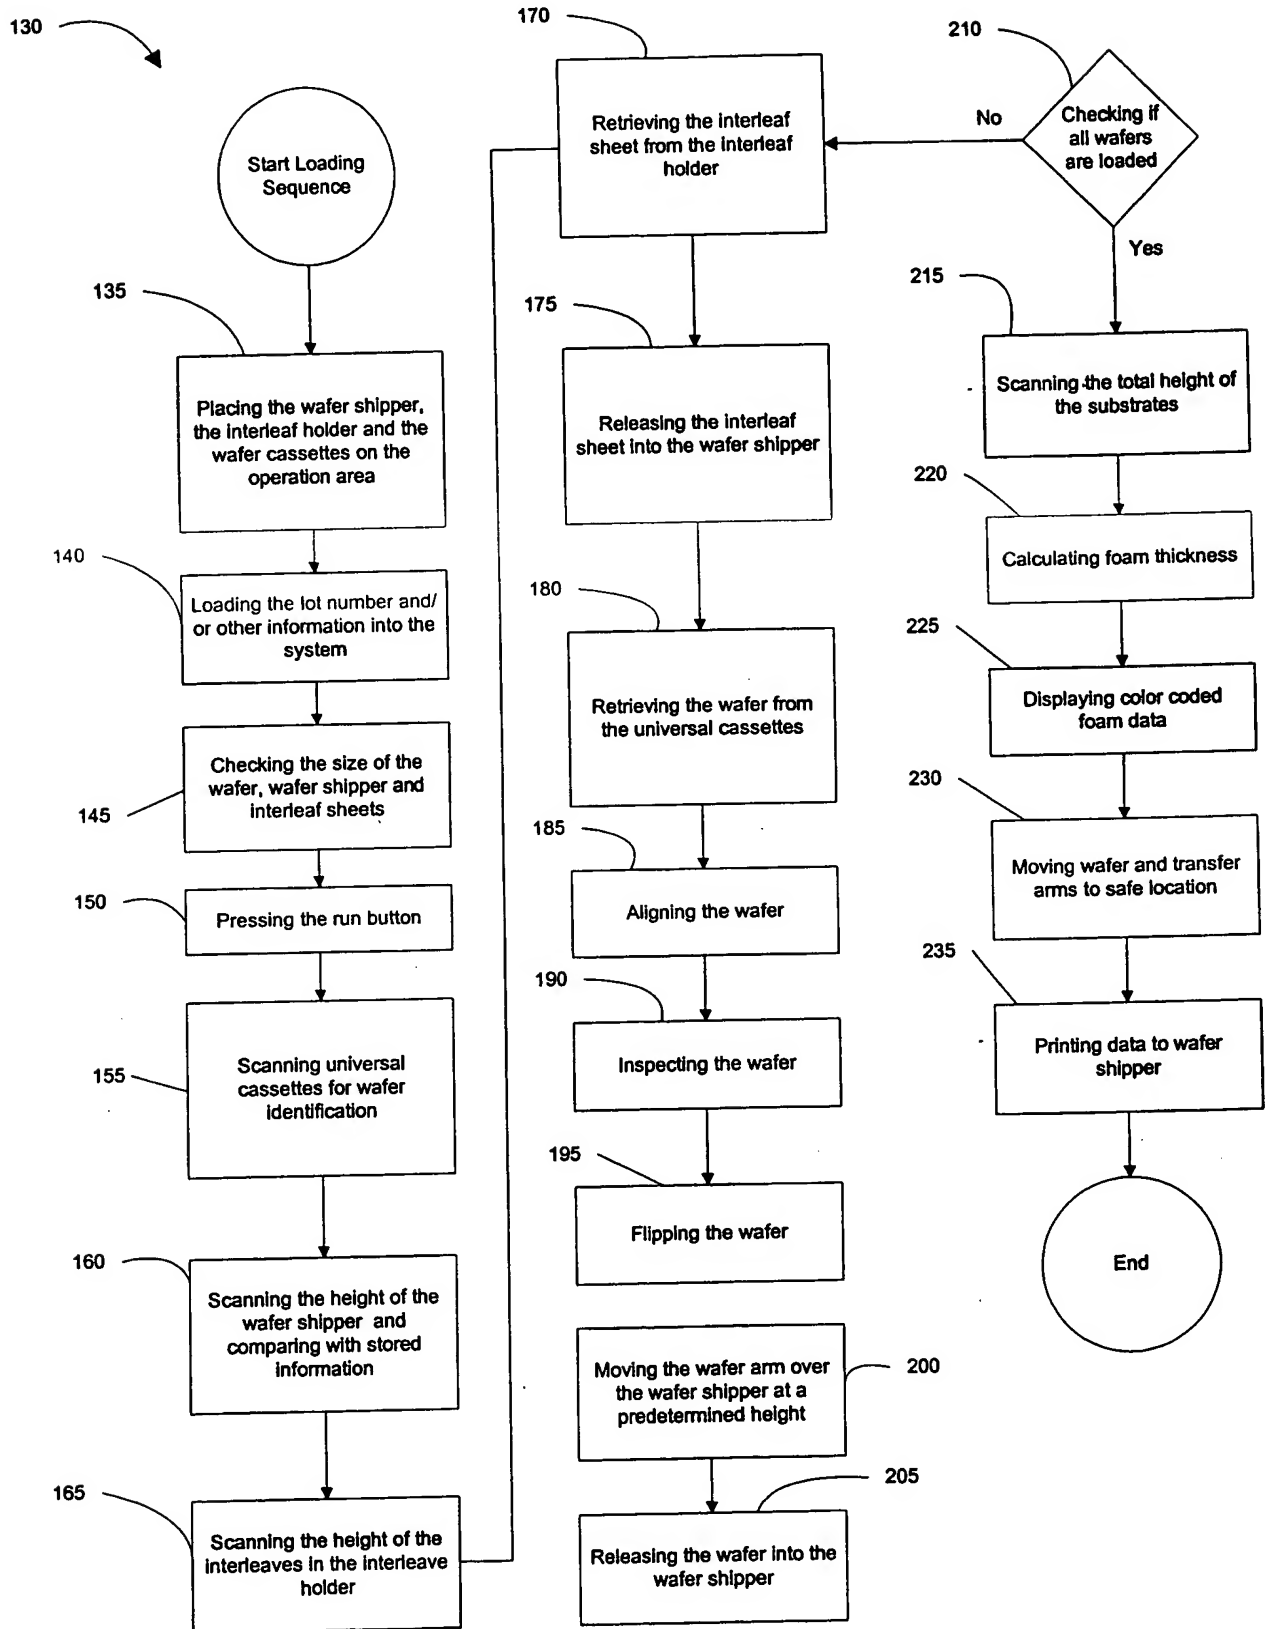 130
Start Loading
Sequence
135
Placing the wafer shipper,
the interleaf holder and the
wafer cassettes on the
operation area
140
Loading the lot number and/
or other information into the
system
145
Checking the size of the
wafer, wafer shipper and
interleaf sheets
150
Pressing the run button
155
Scanning universal
cassettes for wafer
identification
160
Scanning the height of the
wafer shipper and
comparing with stored
information
165
Scanning the height of the
interleaves in the interleave
holder
170
Retrieving the interleaf
sheet from the interleaf
holder
175
Releasing the interleaf
sheet into the wafer shipper
180
Retrieving the wafer from
the universal cassettes
185
Aligning the wafer
190
Inspecting the wafer
195
Flipping the wafer
200
Moving the wafer arm over
the wafer shipper at a
predetermined height
205
Releasing the wafer into the
wafer shipper
210
Checking if
all wafers
are loaded
No
Yes
215
Scanning the total height of
the substrates
220
Calculating foam thickness
225
Displaying color coded
foam data
230
Moving wafer and transfer
arms to safe location
235
Printing data to wafer
shipper
End